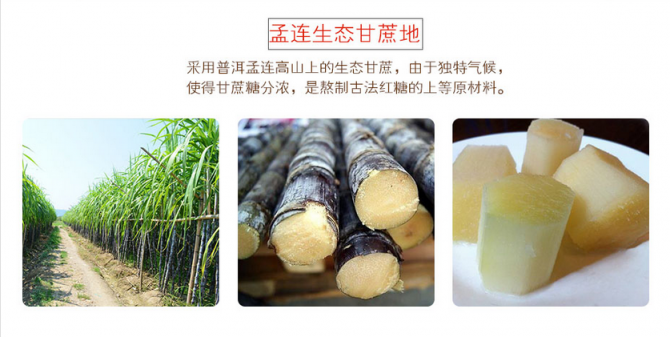 孟连生态甘蔗地
采用普洱孟连高山上的生态甘蔗，由于独特气候，
使得甘蔗糖分浓，是熬制古法红糖的上等原材料。